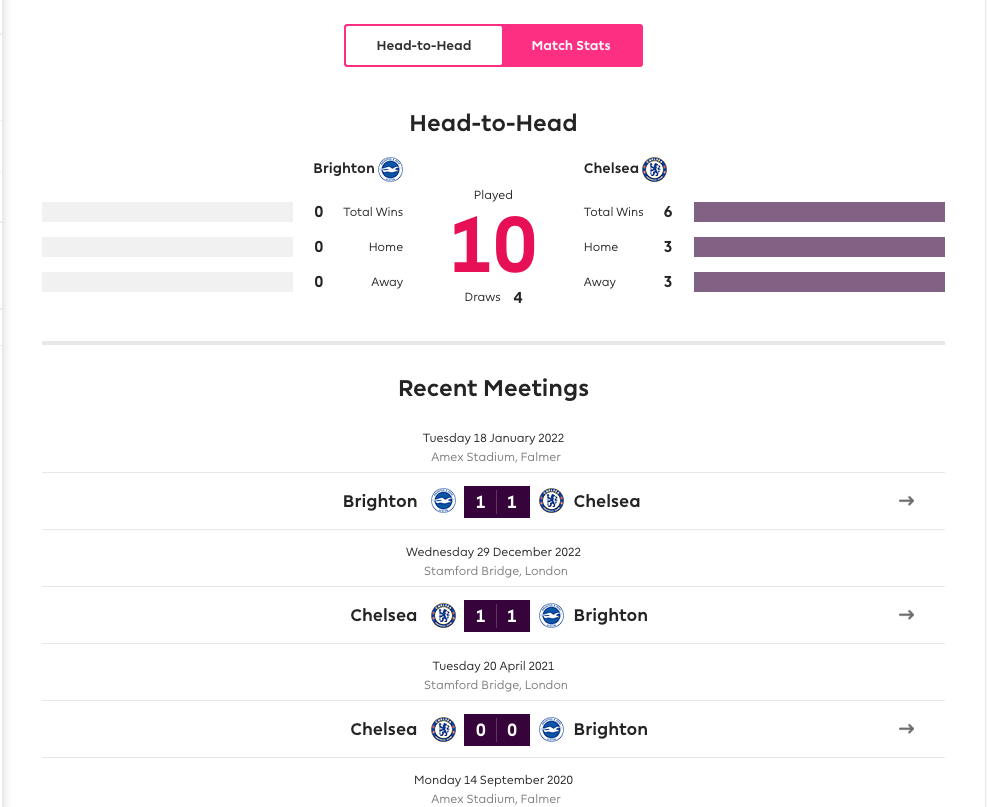 Head-to-Head Match Stats
Head-to-Head
Brighton Chelsea
Played
0 Total Wins Total Wins 6
10
0 Home Home 3
0 Away Away 3
Draws 4
Recent Meetings
Tuesday 18 January 2022
Amex Stadium, Falmer
Brighton 1 1 Chelsea →
Wednesday 29 December 2022
Stamford Bridge, London
Chelsea 1 1 Brighton →
Tuesday 20 April 2021
Stamford Bridge, London
Chelsea 0 0 Brighton →
Monday 14 September 2020
Amex Stadium, Falmer